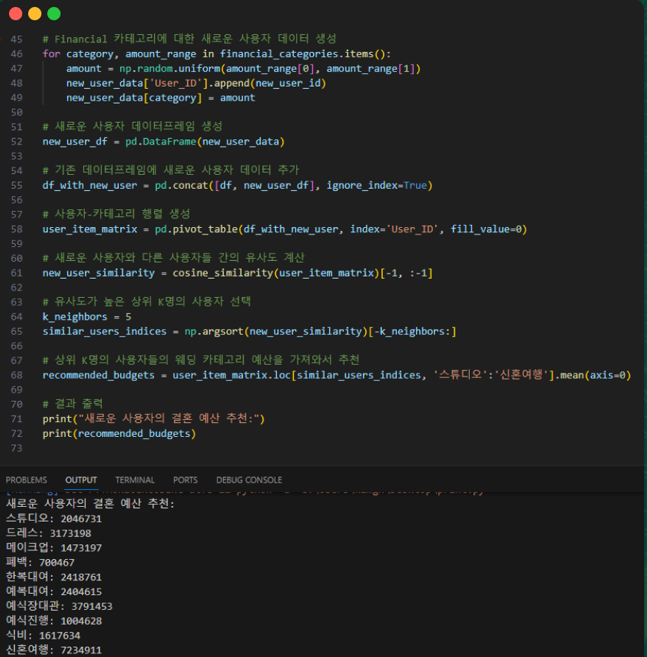 45 # Financial 카테고리에 대한 새로운 사용자 데이터 생성
46 for category, amount_range in financial_categories.items():
47     amount = np.random.uniform(amount_range[0], amount_range[1])
48     new_user_data['User_ID'].append(new_user_id)
49     new_user_data[category] = amount
50
51 # 새로운 사용자 데이터프레임 생성
52 new_user_df = pd.DataFrame(new_user_data)
53
54 # 기존 데이터프레임에 새로운 사용자 데이터 추가
55 df_with_new_user = pd.concat([df, new_user_df], ignore_index=True)
56
57 # 사용자-카테고리 행렬 생성
58 user_item_matrix = pd.pivot_table(df_with_new_user, index='User_ID', fill_value=0)
59
60 # 새로운 사용자와 다른 사용자들 간의 유사도 계산
61 new_user_similarity = cosine_similarity(user_item_matrix)[-1, :-1]
62
63 # 유사도가 높은 상위 K명의 사용자 선택
64 k_neighbors = 5
65 similar_users_indices = np.argsort(new_user_similarity)[-k_neighbors:]
66
67 # 상위 K명의 사용자들의 웨딩 카테고리 예산을 가져와서 추천
68 recommended_budgets = user_item_matrix.loc[similar_users_indices, '스튜디오':'신혼여행'].mean(axis=0)
69
70 # 결과 출력
71 print("새로운 사용자의 결혼 예산 추천:")
72 print(recommended_budgets)
73
PROBLEMS OUTPUT TERMINAL PORTS DEBUG CONSOLE
새로운 사용자의 결혼 예산 추천:
스튜디오: 2046731
드레스: 3173198
메이크업: 1473197
폐백: 700467
한복대여: 2418761
예복대여: 2404615
예식장대관: 3791453
예식진행: 1004628
식비: 1617634
신혼여행: 7234911